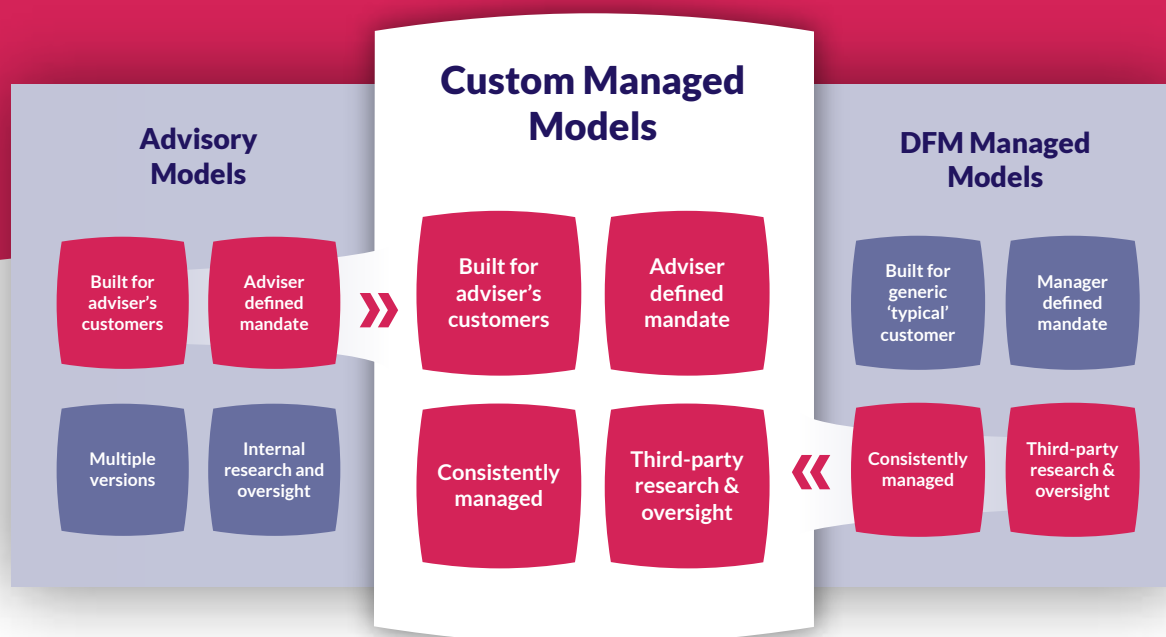 Advisory
Models
Built for
adviser's
customers
Adviser
defined
mandate
Multiple
versions
Internal
research and
oversight
Custom Managed
Models
Built for
adviser's
customers
Adviser
defined
mandate
Consistently
managed
Third-party
research &
oversight
DFM Managed
Models
Built for
generic
‘typical’
customer
Manager
defined
mandate
Consistently
managed
Third-party
research &
oversight